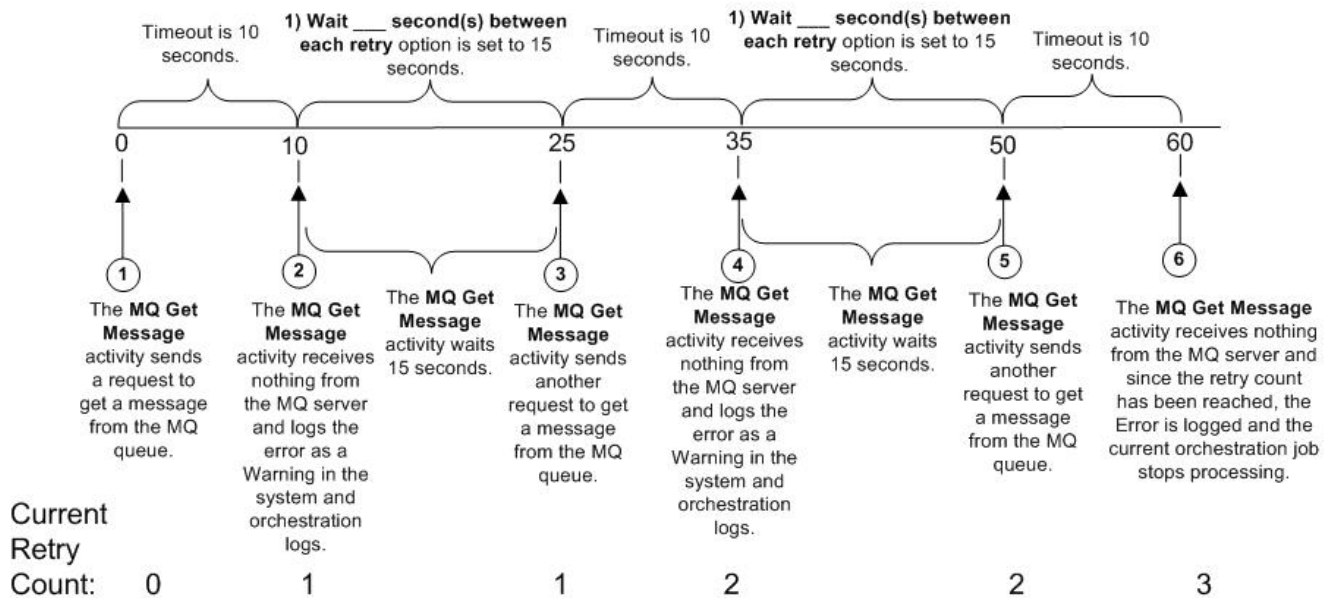 Timeout is 10
seconds.
1) Wait ___ second(s) between
each retry option is set to 15
seconds.
Timeout is 10
seconds.
1) Wait ___ second(s) between
each retry option is set to 15
seconds.
Timeout is 10
seconds.
0
10
25
35
50
60
1
The MQ Get
Message
activity sends
a request to
get a message
from the MQ
queue.
2
The MQ Get
Message
activity receives
nothing from
the MQ server
and logs the
error as a
Warning in the
system and
orchestration
logs.
The MQ Get
Message
activity waits
15 seconds.
3
The MQ Get
Message
activity sends
another
request to get
a message
from the MQ
queue.
4
The MQ Get
Message
activity receives
nothing from
the MQ server
and logs the
error as a
Warning in the
system and
orchestration
logs.
The MQ Get
Message
activity waits
15 seconds.
5
The MQ Get
Message
activity sends
another
request to get
a message
from the MQ
queue.
6
The MQ Get Message
activity receives nothing
from the MQ server and
since the retry count
has been reached, the
Error is logged and the
current orchestration job
stops processing.
Current
Retry
Count: 0 1 1 2 2 3